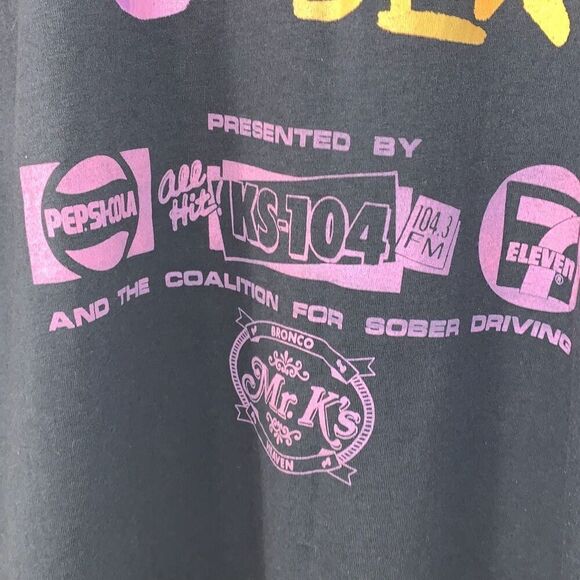 PRESENTED BY
PEPSI-COLA
All Hit!
KS-104
104.3 FM
7 ELEVEn ®
AND THE COALITION FOR SOBER DRIVING
BRONCO
Mr. K's
HEAVEN